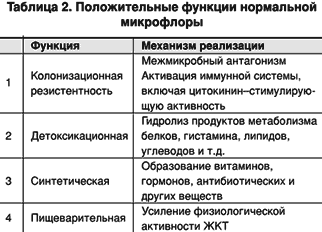 Таблица 2. Положительные функции нормальной
микрофлоры
Функция Механизм реализации
1 Колонизационная резистентность Межмикробный антагонизм
Активация иммунной системы,
включая цитокинин–стимулирую-
щую активность
2 Детоксикационная Гидролиз продуктов метаболизма
белков, гистамина, липидов,
углеводов и т.д.
3 Синтетическая Образование витаминов,
гормонов, антибиотических и
других веществ
4 Пищеварительная Усиление физиологической
активности ЖКТ